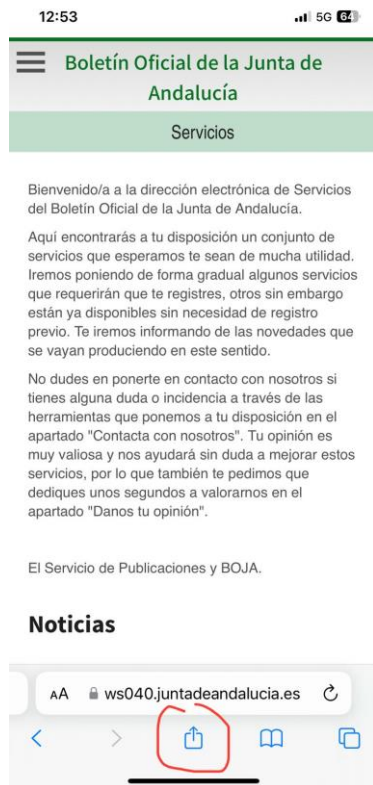 12:53
5G 64
Boletín Oficial de la Junta de
Andalucía
Servicios
Bienvenido/a a la dirección electrónica de Servicios
del Boletín Oficial de la Junta de Andalucía.
Aquí encontrarás a tu disposición un conjunto de
servicios que esperamos te sean de mucha utilidad.
Iremos poniendo de forma gradual algunos servicios
que requerirán que te registres, otros sin embargo
están ya disponibles sin necesidad de registro
previo. Te iremos informando de las novedades que
se vayan produciendo en este sentido.
No dudes en ponerte en contacto con nosotros si
tienes alguna duda o incidencia a través de las
herramientas que ponemos a tu disposición en el
apartado "Contacta con nosotros". Tu opinión es
muy valiosa y nos ayudará sin duda a mejorar estos
servicios, por lo que también te pedimos que
dediques unos segundos a valorarnos en el
apartado "Danos tu opinión".
El Servicio de Publicaciones y BOJA.
Noticias
AA ws040.juntadeandalucia.es